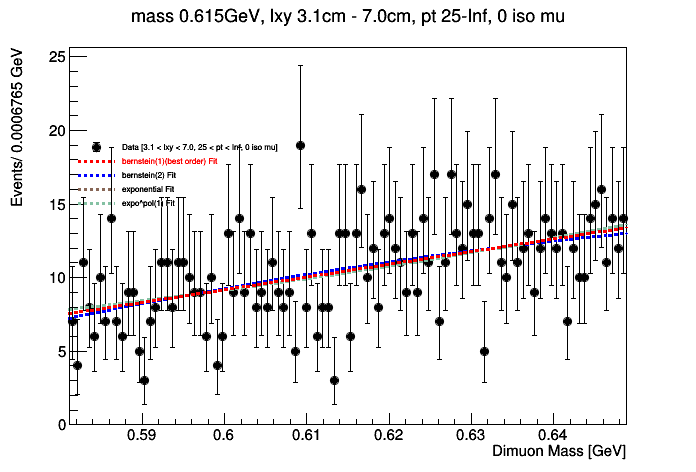 mass 0.615GeV, lxy 3.1cm - 7.0cm, pt 25-Inf, 0 iso mu
Events/ 0.0006765 GeV
25
20
15
10
5
0
Data [3.1 < lxy < 7.0, 25 < pt < Inf, 0 iso mu]
bernstein(1)(best order) Fit
bernstein(2) Fit
exponential Fit
expo*pol(1) Fit
0.59
0.6
0.61
0.62
0.63
0.64
Dimuon Mass [GeV]